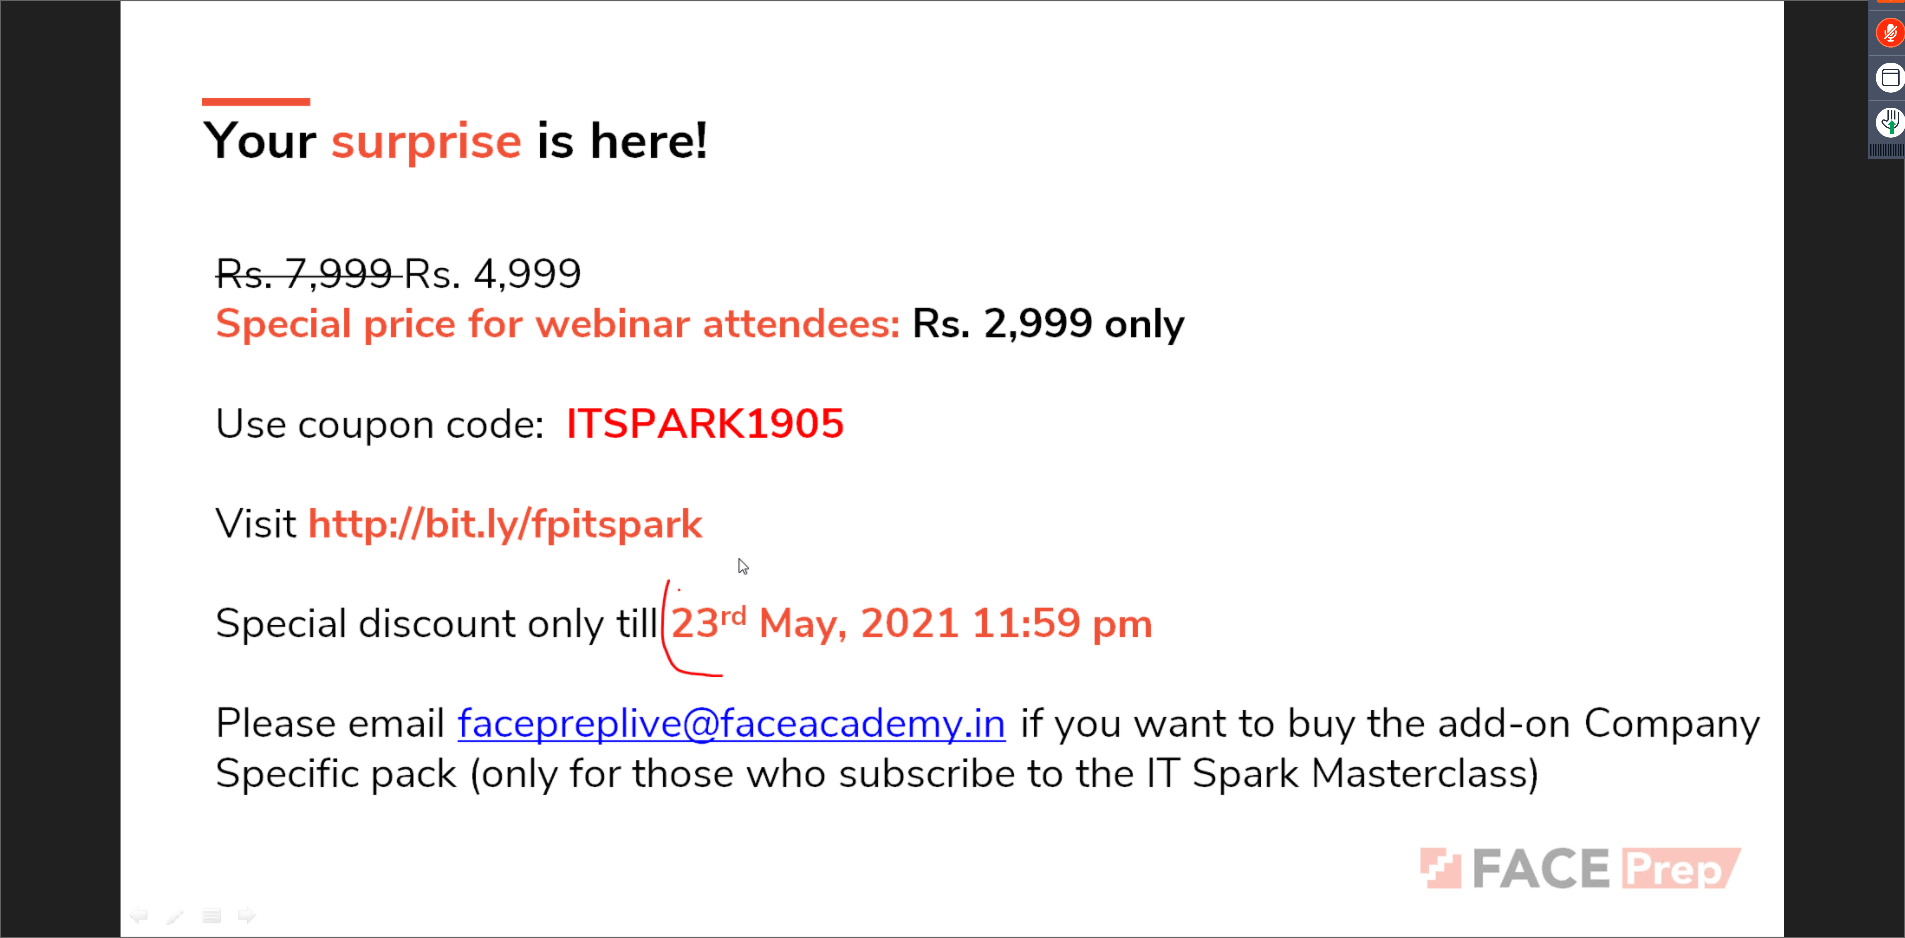 Your surprise is here!
Rs. 7,999 Rs. 4,999
Special price for webinar attendees: Rs. 2,999 only
Use coupon code: ITSPARK1905
Visit http://bit.ly/fpitspark
Special discount only till 23rd May, 2021 11:59 pm
Please email facepreplive@faceacademy.in if you want to buy the add-on Company
Specific pack (only for those who subscribe to the IT Spark Masterclass)
FACE Prep